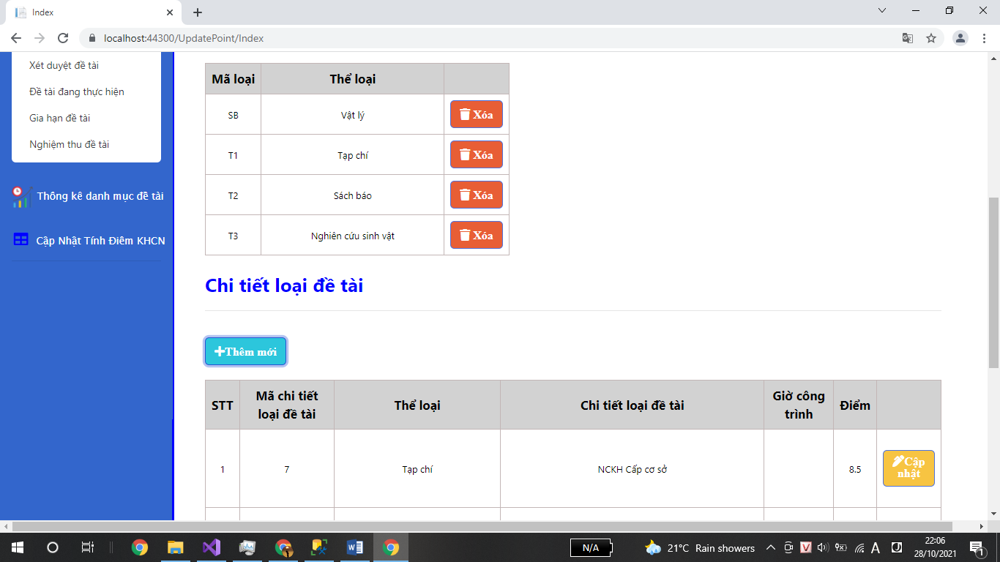 Index
localhost:44300/UpdatePoint/Index
Xét duyệt đề tài
Đề tài đang thực hiện
Gia hạn đề tài
Nghiệm thu đề tài
Thông kê danh mục đề tài
Cập Nhật Tính Điểm KHCN
Mã loại Thể loại
SB Vật lý Xóa
T1 Tạp chí Xóa
T2 Sách báo Xóa
T3 Nghiên cứu sinh vật Xóa
Chi tiết loại đề tài
Thêm mới
STT Mã chi tiết loại đề tài Thể loại Chi tiết loại đề tài Giờ công trình Điểm
1 7 Tạp chí NCKH Cấp cơ sở 8.5 Cập nhật
N/A
21°C Rain showers
V
A
22:06
28/10/2021
1